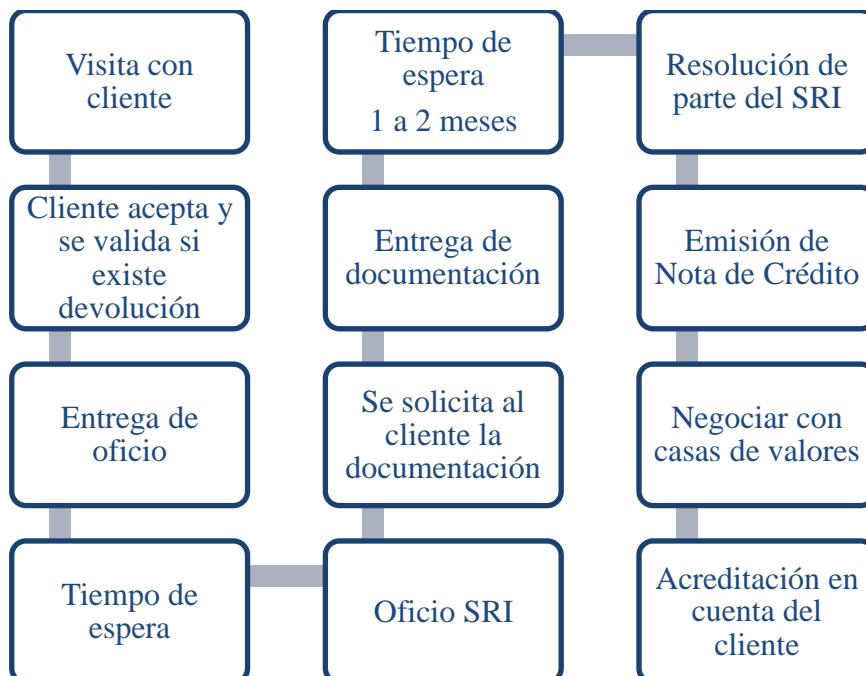 Visita con
cliente
Cliente acepta y
se valida si
existe
devolución
Entrega de
oficio
Tiempo de
espera
Oficio SRI
Se solicita al
cliente la
documentación
Entrega de
documentación
Tiempo de
espera
1 a 2 meses
Resolución de
parte del SRI
Emisión de
Nota de Crédito
Negociar con
casas de valores
Acreditación en
cuenta del
cliente